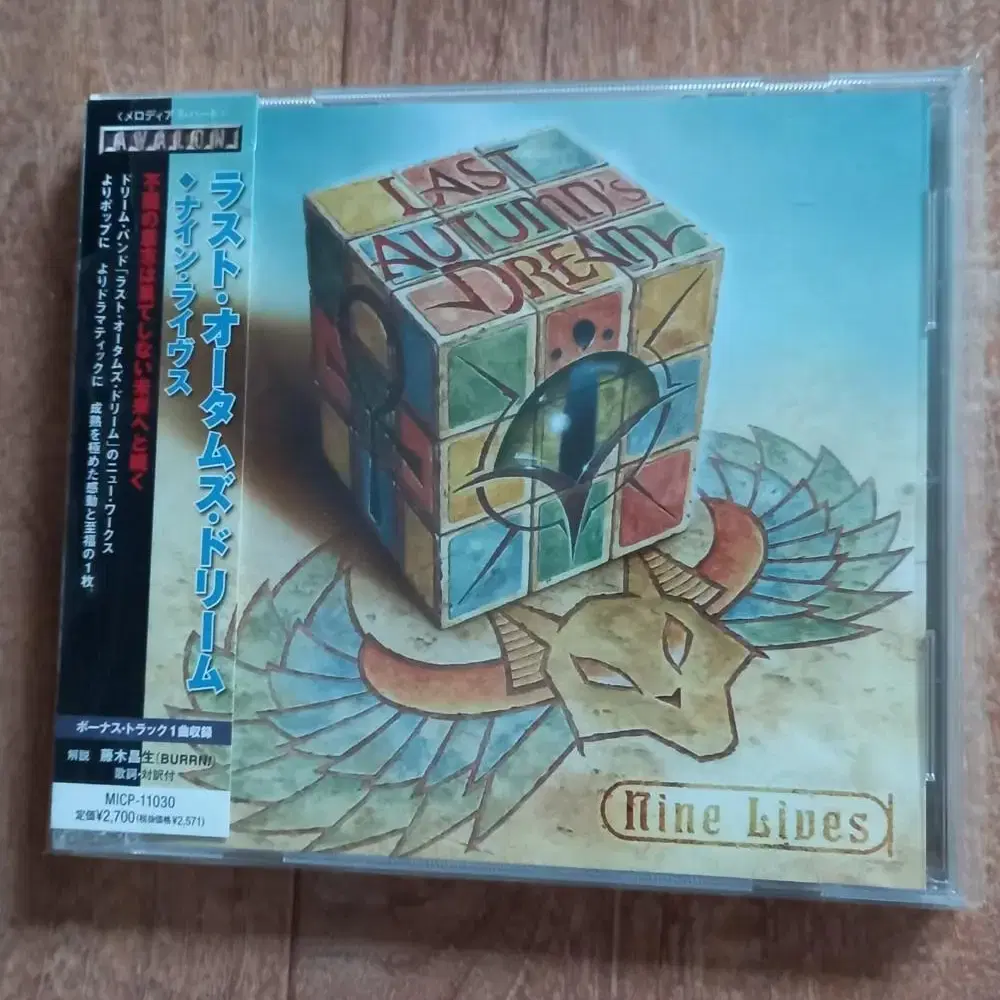 〈メロディアス・ハード〉
AVALON
ラスト・オータムズ・ドリーム
◆ナイン・ライヴス
ドリーム・バンド「ラスト・オータムズ・ドリーム」のニュー・ワークス
よりポップに よりドラマティックに 成熟を極めた感動と至福の1枚。
ボーナス・トラック1曲収録
解説 藤木昌生(BURRN!)
歌詞・対訳付
MICP-11030
定価¥2,700(税抜価格¥2,571)
LAST
AUTUMN'S
DREAM
Nine Lives